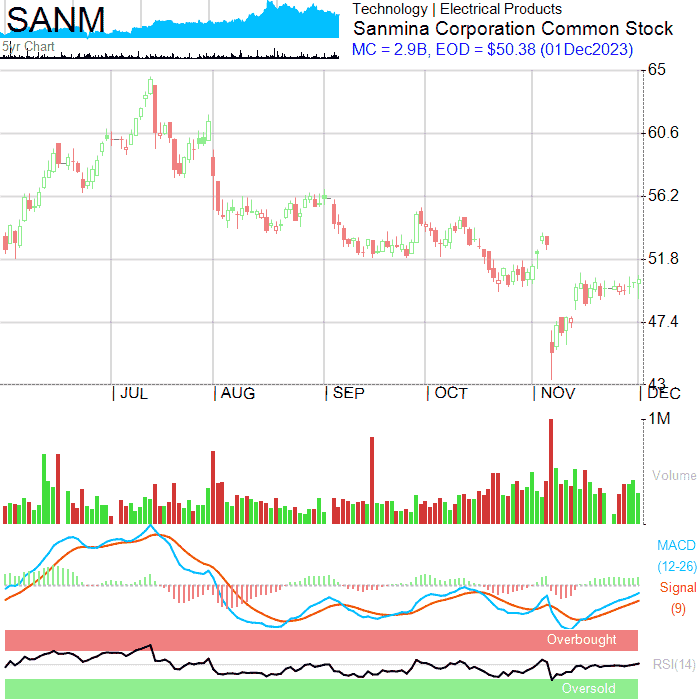 SANM
5yr Chart
Technology | Electrical Products
Sanmina Corporation Common Stock
MC = 2.9B, EOD = $50.38 (01Dec2023)
65
60.6
56.2
51.8
47.4
43
| JUL | AUG | SEP | OCT | NOV | DEC
1M
Volume
MACD
(12-26)
Signal
(9)
Overbought
RSI(14)
Oversold